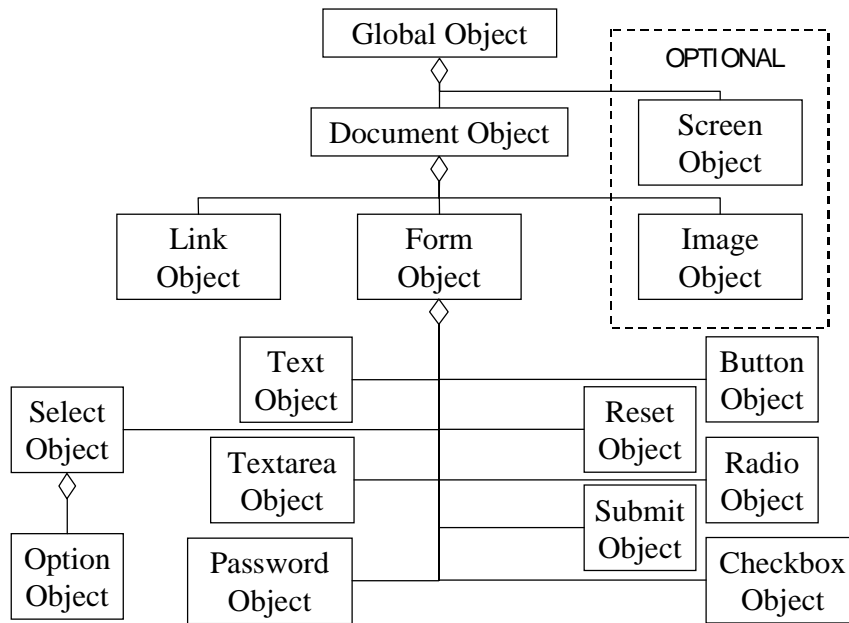 Global Object
OPTIONAL
Document Object
Screen
Object
Link
Object
Form
Object
Image
Object
Text
Object
Button
Object
Select
Object
Reset
Object
Textarea
Object
Radio
Object
Submit
Object
Option
Object
Password
Object
Checkbox
Object